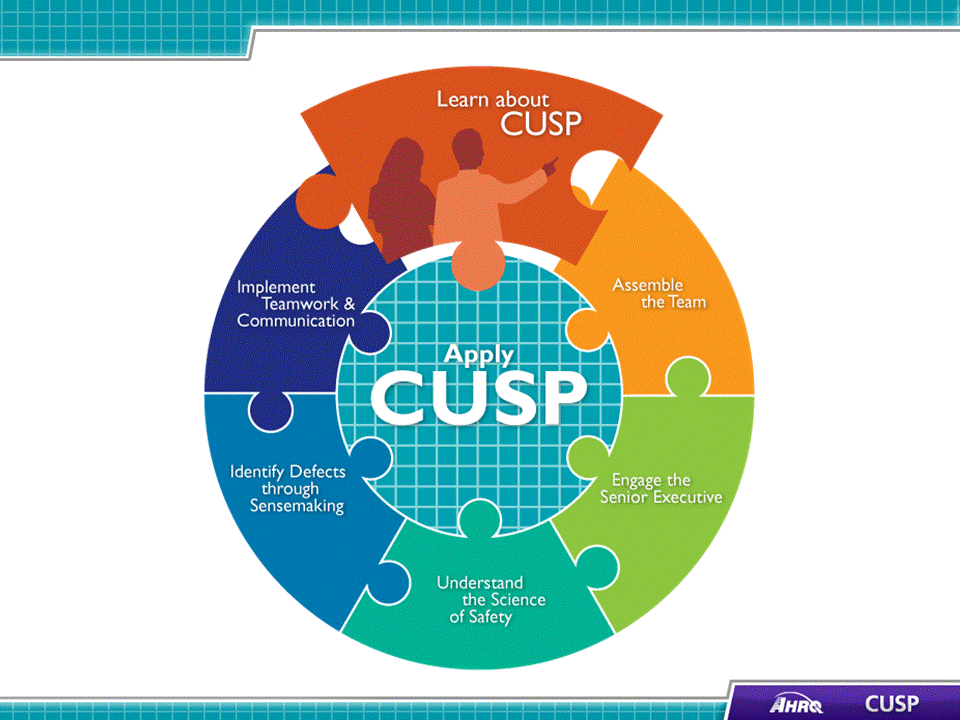 Learn about
CUSP
Assemble
the Team
Engage the
Senior Executive
Understand
the Science
of Safety
Identify Defects
through
Sensemaking
Implement
Teamwork &
Communication
Apply
CUSP
AHRQ
CUSP